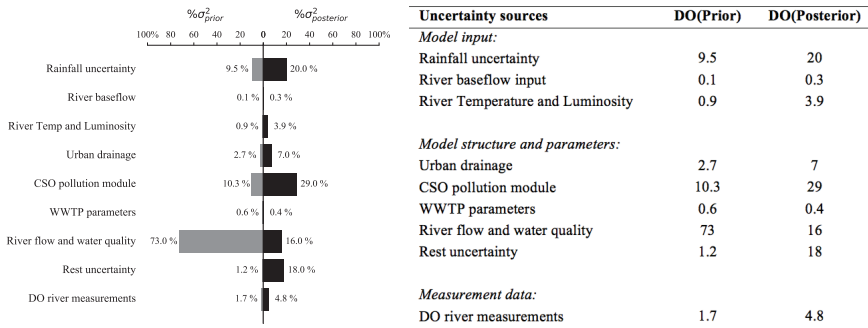 %σ²prior %σ²posterior
100% 80 60 40 20 0 20 40 60 80 100%
Rainfall uncertainty 9.5 % 20.0 %
River baseflow 0.1 % 0.3 %
River Temp and Luminosity 0.9 % 3.9 %
Urban drainage 2.7 % 7.0 %
CSO pollution module 10.3 % 29.0 %
WWTP parameters 0.6 % 0.4 %
River flow and water quality 73.0 % 16.0 %
Rest uncertainty 1.2 % 18.0 %
DO river measurements 1.7 % 4.8 %
Uncertainty sources DO(Prior) DO(Posterior)
Model input:
Rainfall uncertainty 9.5 20
River baseflow input 0.1 0.3
River Temperature and Luminosity 0.9 3.9
Model structure and parameters:
Urban drainage 2.7 7
CSO pollution module 10.3 29
WWTP parameters 0.6 0.4
River flow and water quality 73 16
Rest uncertainty 1.2 18
Measurement data:
DO river measurements 1.7 4.8